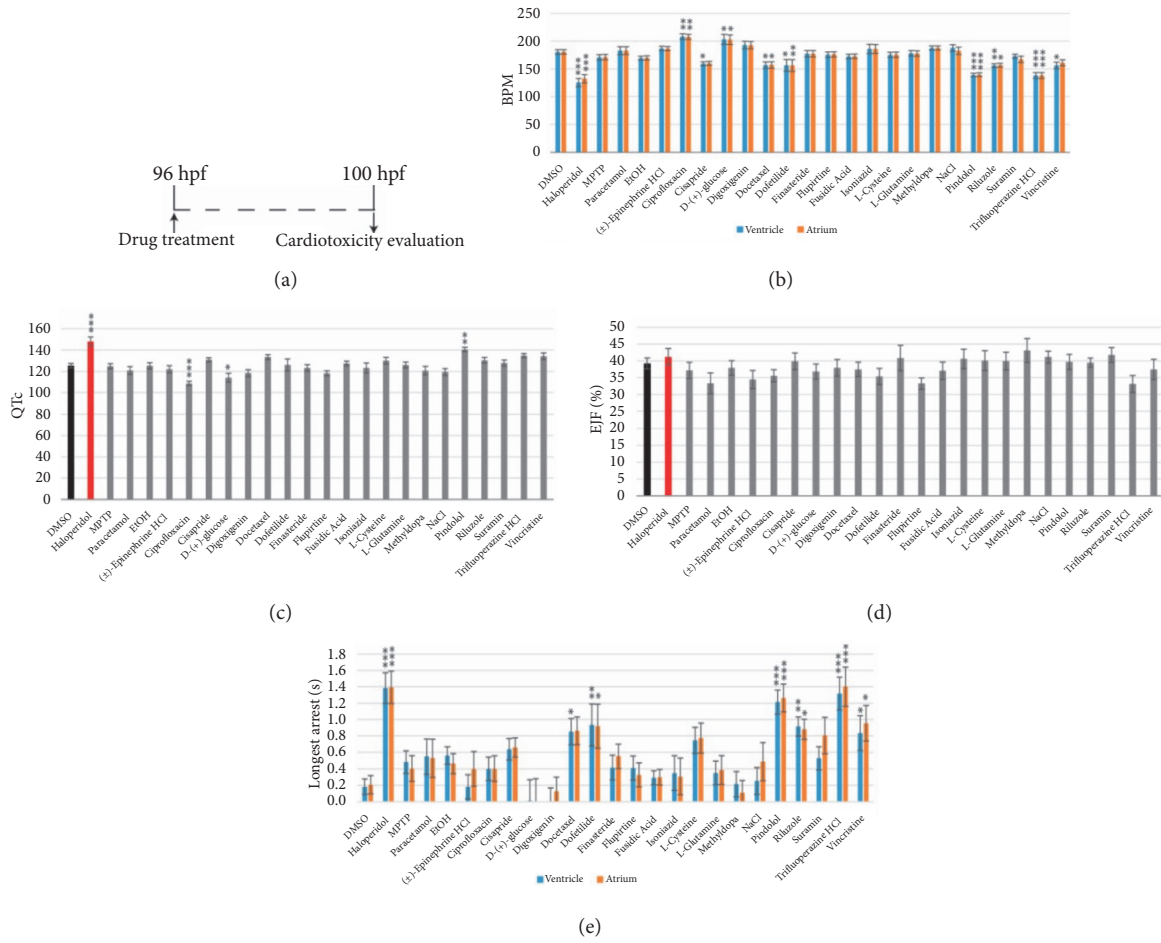 96 hpf
100 hpf
Drug treatment
Cardiotoxicity evaluation
(a)
BPM
250
200
150
100
50
0
***
***
**
**
*
*
*
*
*
*
***
***
***
**
**
***
***
*
DMSO
Haloperidol
MPTP
Paracetamol
EtOH
(±)-Epinephrine HCl
Ciprofloxacin
Cisapride
D-(+)-glucose
Digoxigenin
Docetaxel
Dofetilide
Finasteride
Flupirtine
Fusidic Acid
Isoniazid
L-Cysteine
L-Glutamine
Methyldopa
NaCl
Pindolol
Riluzole
Suramin
Trifluoperazine HCl
Vincristine
Ventricle
Atrium
(b)
QTc
160
140
120
100
80
60
40
20
0
***
***
*
**
DMSO
Haloperidol
MPTP
Paracetamol
EtOH
(±)-Epinephrine HCl
Ciprofloxacin
Cisapride
D-(+)-glucose
Digoxigenin
Docetaxel
Dofetilide
Finasteride
Flupirtine
Fusidic Acid
Isoniazid
L-Cysteine
L-Glutamine
Methyldopa
NaCl
Pindolol
Riluzole
Suramin
Trifluoperazine HCl
Vincristine
(c)
EJF (%)
50
45
40
35
30
25
20
15
10
5
0
DMSO
Haloperidol
MPTP
Paracetamol
EtOH
(±)-Epinephrine HCl
Ciprofloxacin
Cisapride
D-(+)-glucose
Digoxigenin
Docetaxel
Dofetilide
Finasteride
Flupirtine
Fusidic Acid
Isoniazid
L-Cysteine
L-Glutamine
Methyldopa
NaCl
Pindolol
Riluzole
Suramin
Trifluoperazine HCl
Vincristine
(d)
Longest arrest (s)
1.8
1.6
1.4
1.2
1.0
0.8
0.6
0.4
0.2
0.0
***
***
*
**
*
***
***
**
*
***
***
*
*
DMSO
Haloperidol
MPTP
Paracetamol
EtOH
(±)-Epinephrine HCl
Ciprofloxacin
Cisapride
D-(+)-glucose
Digoxigenin
Docetaxel
Dofetilide
Finasteride
Flupirtine
Fusidic Acid
Isoniazid
L-Cysteine
L-Glutamine
Methyldopa
NaCl
Pindolol
Riluzole
Suramin
Trifluoperazine HCl
Vincristine
Ventricle
Atrium
(e)